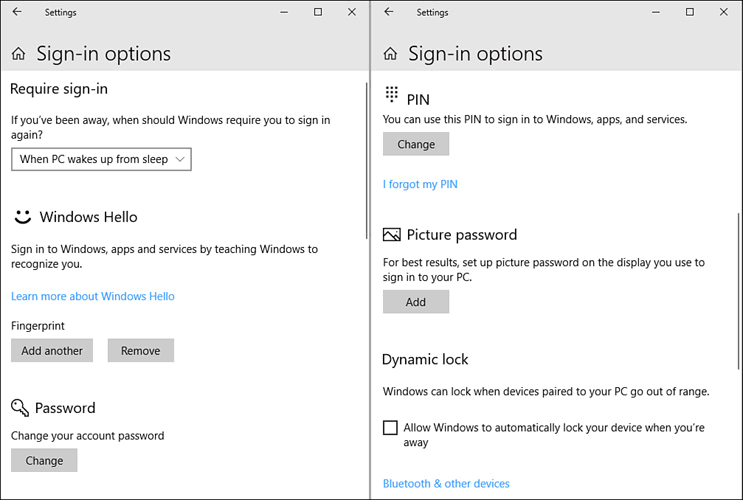 Settings
Sign-in options
Require sign-in
If you've been away, when should Windows require you to sign in
again?
When PC wakes up from sleep
Windows Hello
Sign in to Windows, apps and services by teaching Windows to
recognize you.
Learn more about Windows Hello
Fingerprint
Add another Remove
Password
Change your account password
Change
Settings
Sign-in options
PIN
You can use this PIN to sign in to Windows, apps, and services.
Change
I forgot my PIN
Picture password
For best results, set up picture password on the display you use to
sign in to your PC.
Add
Dynamic lock
Windows can lock when devices paired to your PC go out of range.
Allow Windows to automatically lock your device when you're
away
Bluetooth & other devices